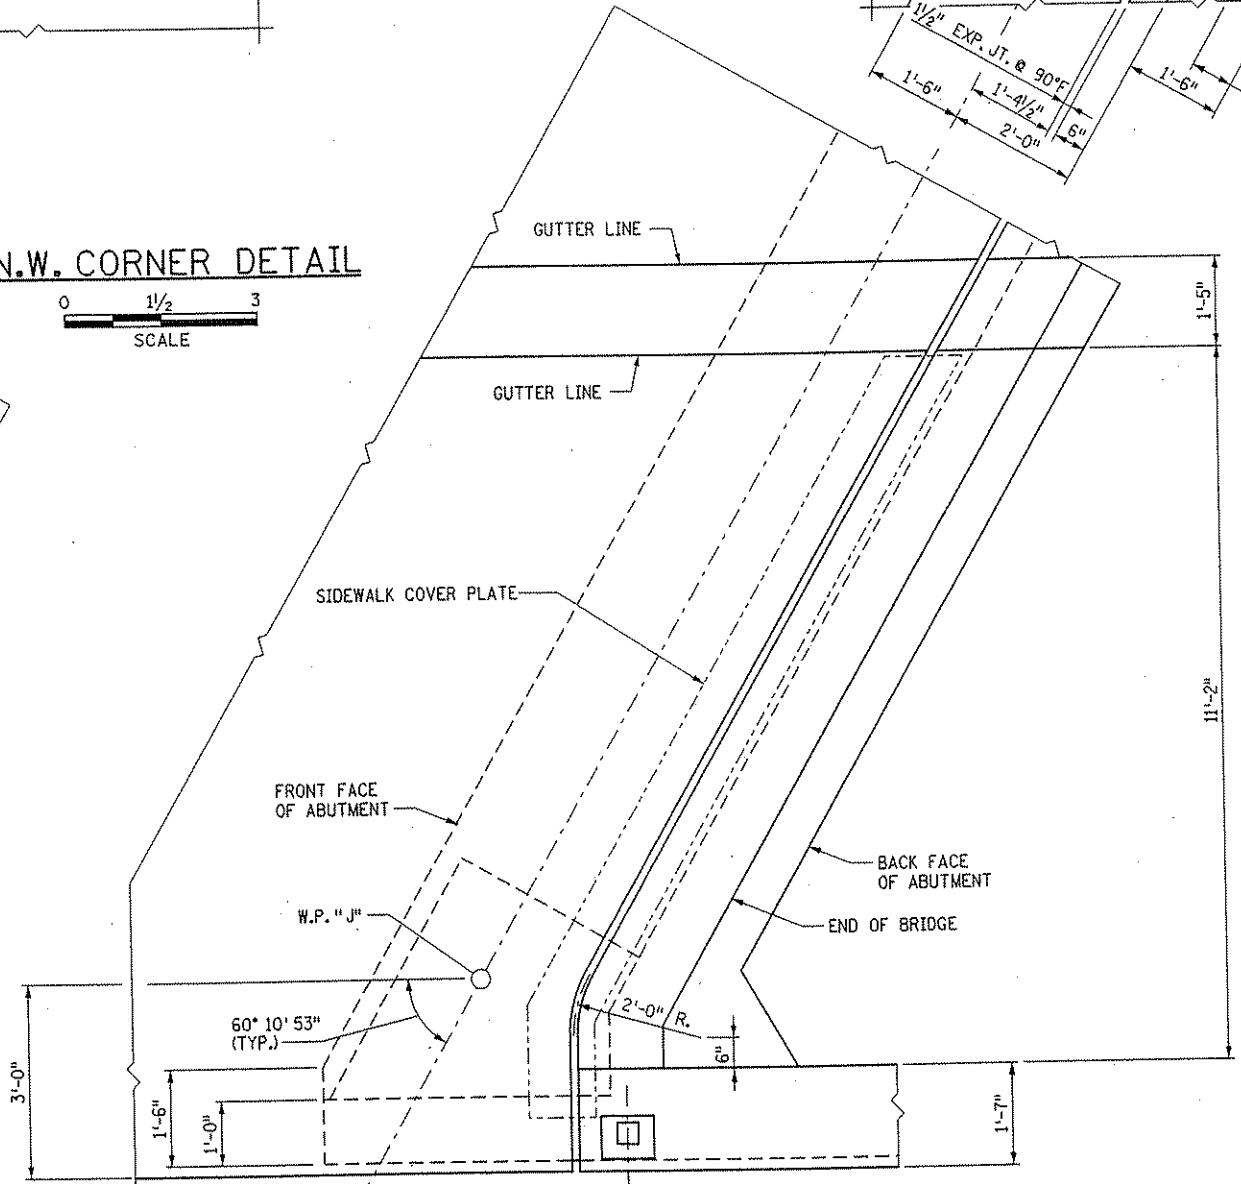 1½" EXP. JT. @ 90°F
1'-6"
1'-4½"
2'-0"
6"
1'-6"
N.W. CORNER DETAIL
0 1½ 3
SCALE
GUTTER LINE
GUTTER LINE
1'-5"
SIDEWALK COVER PLATE
11'-2"
FRONT FACE
OF ABUTMENT
BACK FACE
OF ABUTMENT
W.P. "J"
END OF BRIDGE
60° 10' 53"
(TYP.)
2'-0" R.
6"
3'-0"
1'-6"
1'-0"
1'-7"